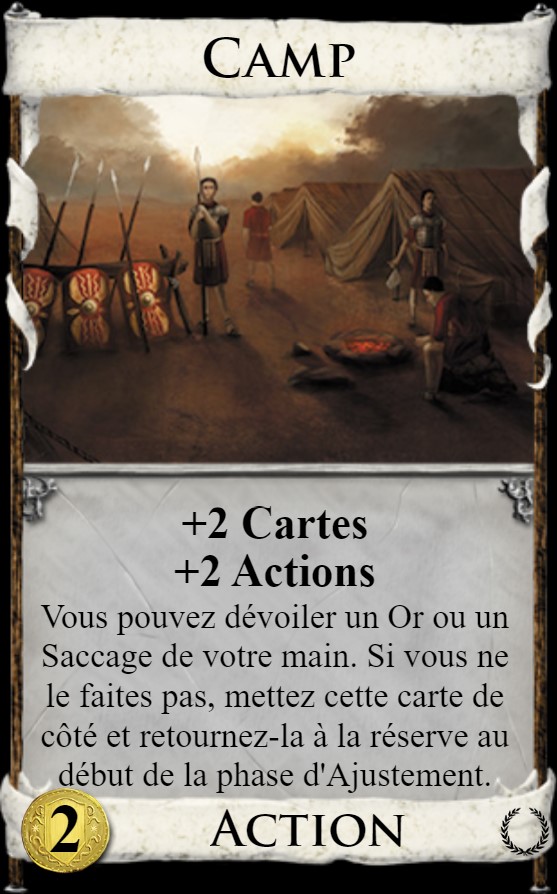 CAMP
+2 Cartes
+2 Actions
Vous pouvez dévoiler un Or ou un
Saccage de votre main. Si vous ne
le faites pas, mettez cette carte de
côté et retournez-la à la réserve au
début de la phase d'Ajustement.
2
ACTION